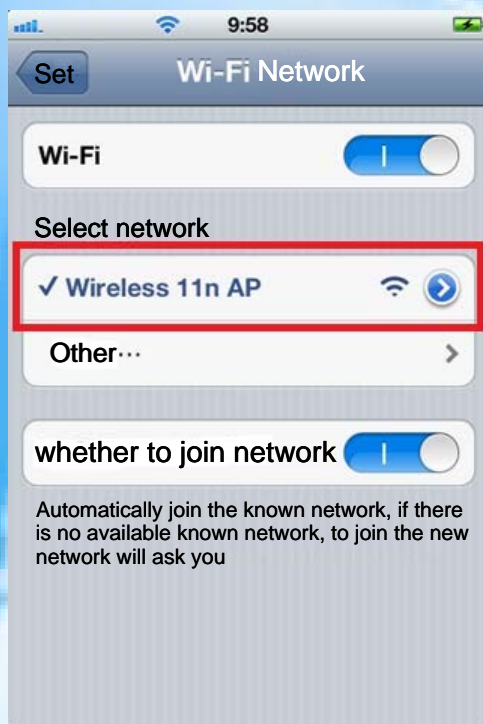 9:58
Set Wi-Fi Network
Wi-Fi
Select network
✓ Wireless 11n AP
Other···
whether to join network
Automatically join the known network, if there
is no available known network, to join the new
network will ask you